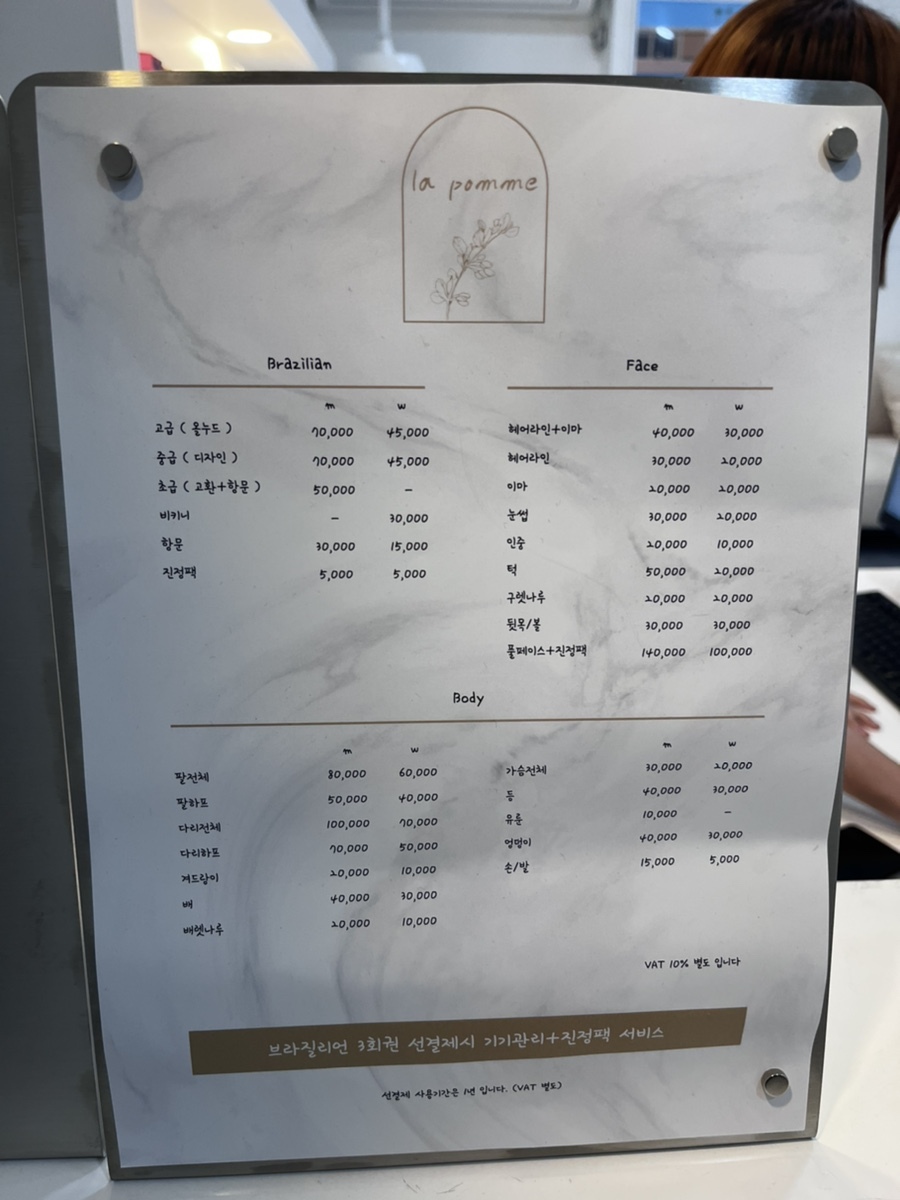 la pomme
Brazilian
m w
고급 ( 올누드 ) 70,000 45,000
중급 ( 디자인 ) 70,000 45,000
초급 ( 고환+항문 ) 50,000 –
비키니 – 30,000
항문 30,000 15,000
진정팩 5,000 5,000
Face
m w
헤어라인+이마 40,000 30,000
헤어라인 30,000 20,000
이마 20,000 20,000
눈썹 30,000 20,000
인중 20,000 10,000
턱 50,000 20,000
구렛나루 20,000 20,000
뒷목/볼 30,000 30,000
풀페이스+진정팩 140,000 100,000
Body
m w
팔전체 80,000 60,000
팔하프 50,000 40,000
다리전체 100,000 70,000
다리하프 70,000 50,000
겨드랑이 20,000 10,000
배 40,000 30,000
배렛나루 20,000 10,000
m w
가슴전체 30,000 20,000
등 40,000 30,000
유륜 10,000 –
엉덩이 40,000 30,000
손/발 15,000 5,000
VAT 10% 별도 입니다
브라질리언 3회권 선결제시 기기관리+진정팩 서비스
선결제 사용기간은 1년 입니다. (VAT 별도)